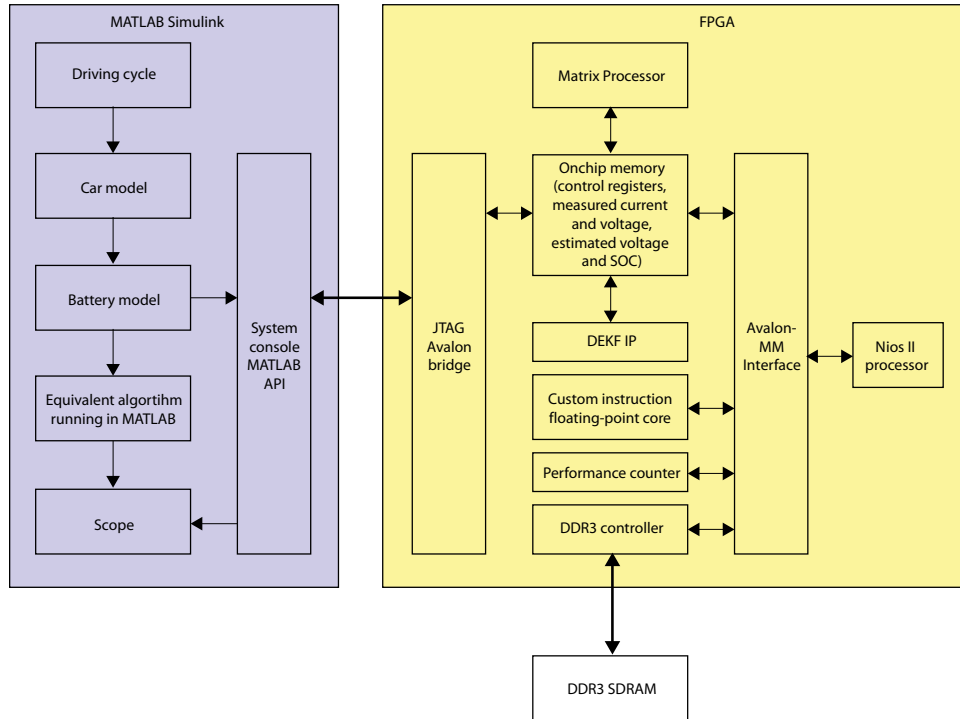 MATLAB Simulink
Driving cycle
Car model
Battery model
Equivalent algortihm
running in MATLAB
Scope
System
console
MATLAB
API
FPGA
Matrix Processor
Onchip memory
(control registers,
measured current
and voltage,
estimated voltage
and SOC)
JTAG
Avalon
bridge
DEKF IP
Custom instruction
floating-point core
Performance counter
DDR3 controller
Avalon-
MM
Interface
Nios II
processor
DDR3 SDRAM